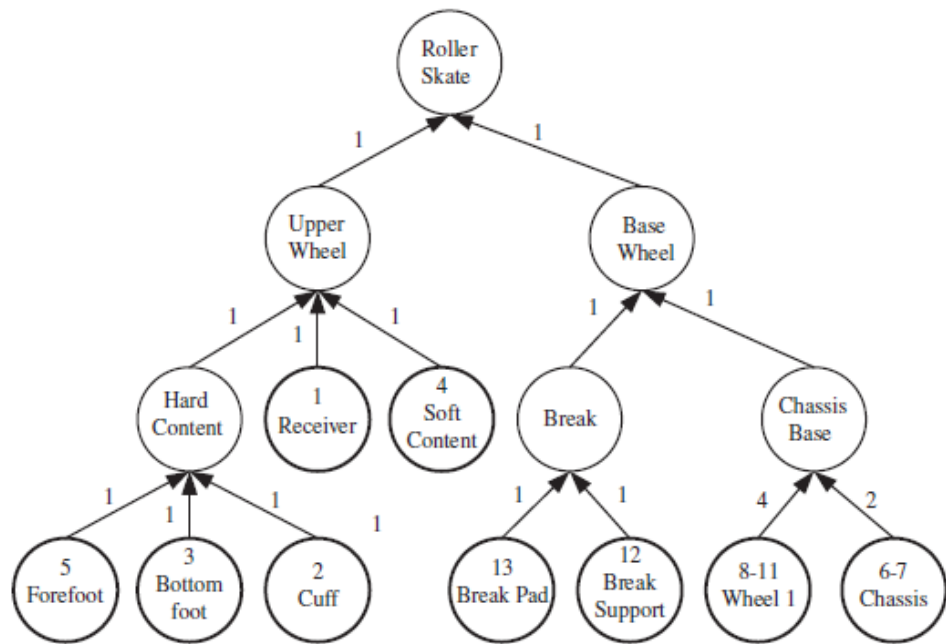 Roller
Skate
1
1
Upper
Wheel
Base
Wheel
1
1
1
1
1
Hard
Content
1
Receiver
4
Soft
Content
Break
Chassis
Base
1
1
1
1
1
1
4
2
5
Forefoot
3
Bottom
foot
2
Cuff
13
Break Pad
12
Break
Support
8-11
Wheel 1
6-7
Chassis